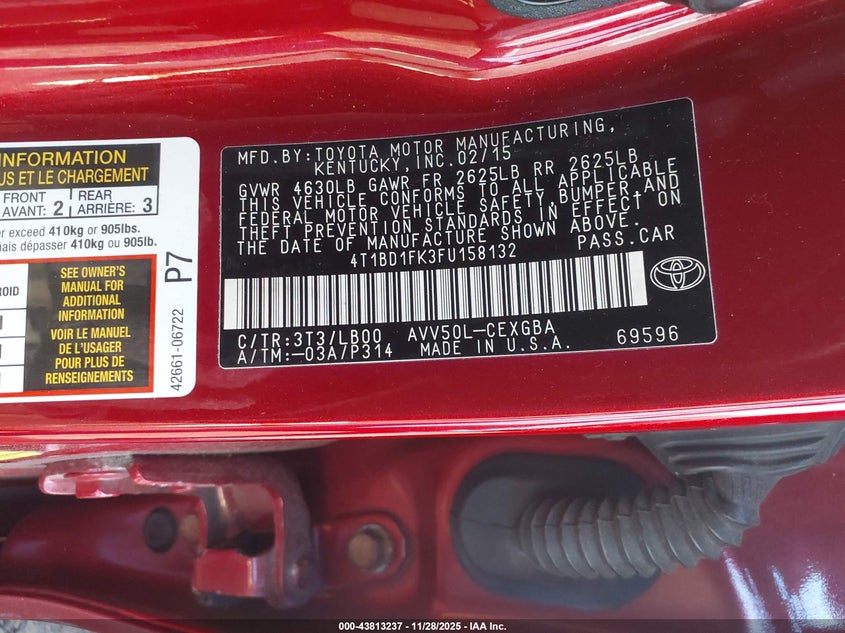 INFORMATION
US ET LE CHARGEMENT
FRONT
AVANT: 2
REAR
ARRIÈRE: 3
er exceed 410kg or 905lbs.
mais dépasser 410kg ou 905lb.
ROID
SEE OWNER'S
MANUAL FOR
ADDITIONAL
INFORMATION
VOIR LE MANUEL
DE L'USAGER
POUR PLUS DE
RENSEIGNEMENTS
42661-06722
P7
MFD.BY:TOYOTA MOTOR MANUFACTURING,
KENTUCKY, INC.02/15
GVWR 4630LB GAWR FR 2625LB RR 2625LB
THIS VEHICLE CONFORMS TO ALL APPLICABLE
FEDERAL MOTOR VEHICLE SAFETY,BUMPER,AND
THEFT PREVENTION STANDARDS IN EFFECT ON
THE DATE OF MANUFACTURE SHOWN ABOVE.
4T1BD1FK3FU158132 PASS.CAR
C/TR:3T3/LB00 AVV50L-CEXGBA
A/TM:-03A/P314 MADE IN U.S.A. 69596
000-43813237 - 11/28/2025 - IAA Inc.